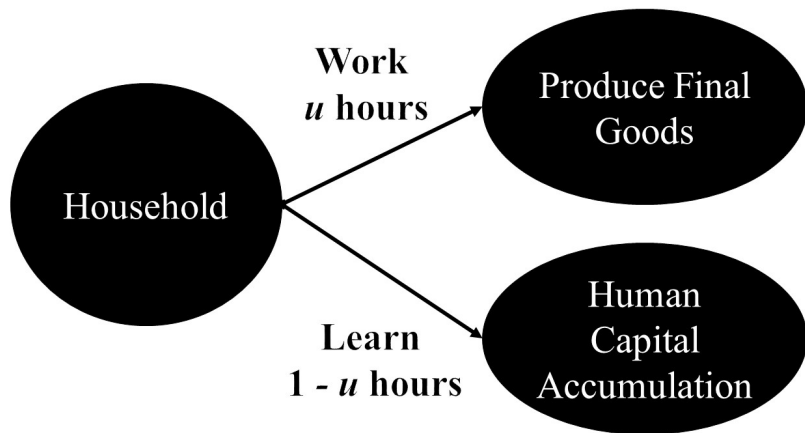 Work
u hours
Produce Final
Goods
Household
Learn
1 - u hours
Human
Capital
Accumulation